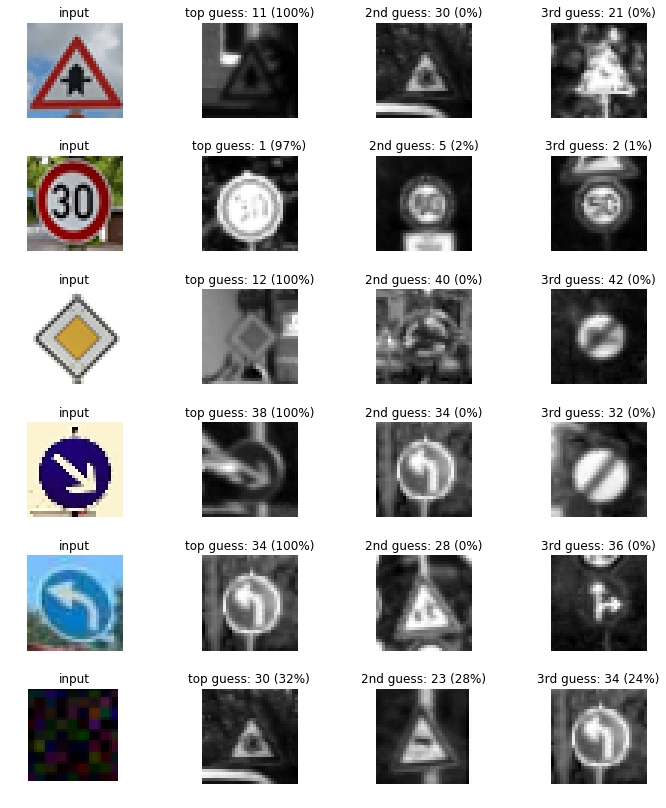 input top guess: 11 (100%) 2nd guess: 30 (0%) 3rd guess: 21 (0%)
input top guess: 1 (97%) 2nd guess: 5 (2%) 3rd guess: 2 (1%)
30 50
input top guess: 12 (100%) 2nd guess: 40 (0%) 3rd guess: 42 (0%)
input top guess: 38 (100%) 2nd guess: 34 (0%) 3rd guess: 32 (0%)
input top guess: 34 (100%) 2nd guess: 28 (0%) 3rd guess: 36 (0%)
input top guess: 30 (32%) 2nd guess: 23 (28%) 3rd guess: 34 (24%)